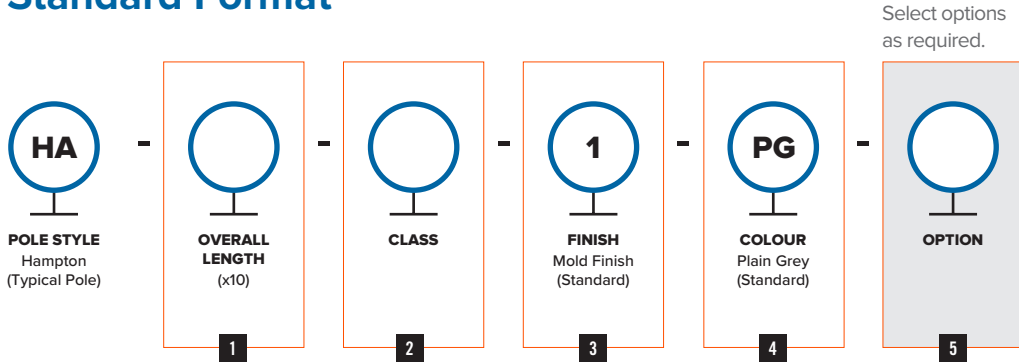 Standard Format
Select options
as required.
HA - - - 1 - PG -
POLE STYLE
Hampton
(Typical Pole)
OVERALL
LENGTH
(x10)
CLASS
FINISH
Mold Finish
(Standard)
COLOUR
Plain Grey
(Standard)
OPTION
1 2 3 4 5